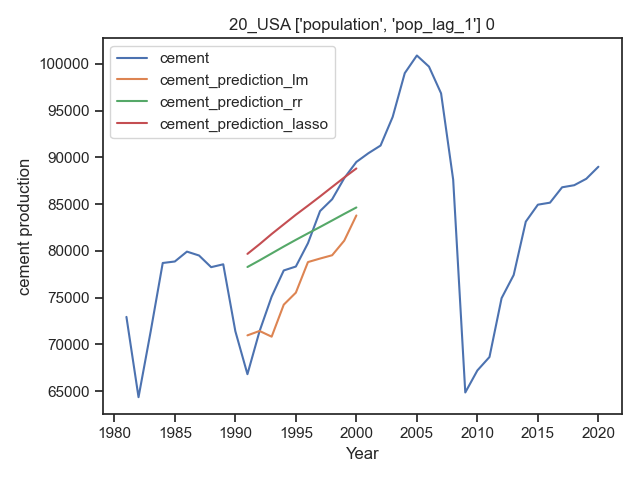 20_USA ['population', 'pop_lag_1'] 0
cement
cement_prediction_lm
cement_prediction_rr
cement_prediction_lasso
cement production
100000
95000
90000
85000
80000
75000
70000
65000
1980
1985
1990
1995
2000
2005
2010
2015
2020
Year